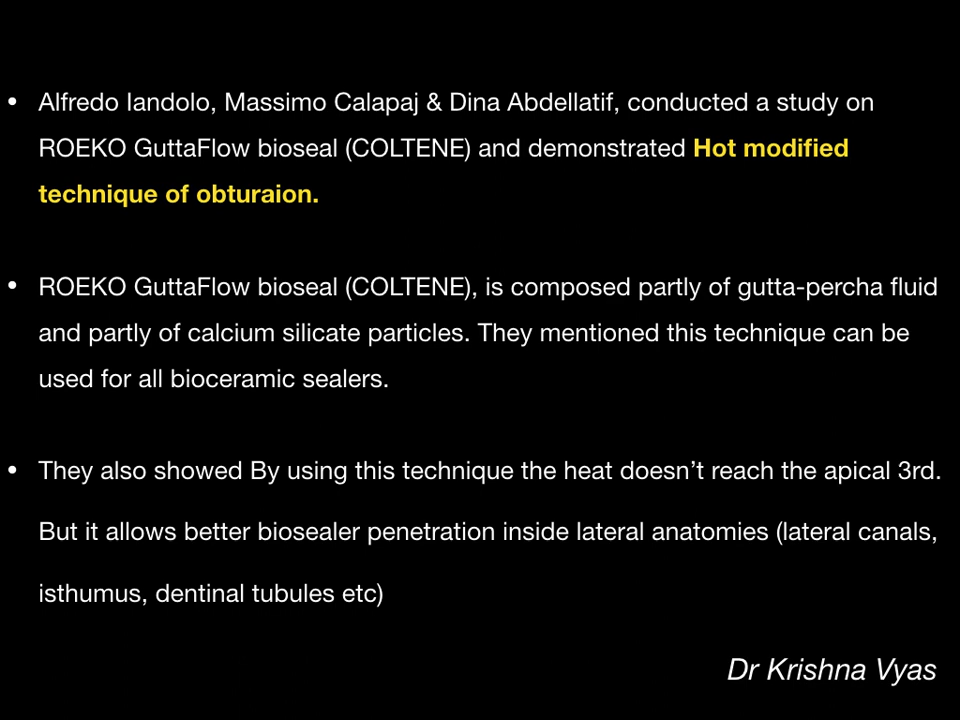 • Alfredo Iandolo, Massimo Calapaj & Dina Abdellatif, conducted a study on
ROEKO GuttaFlow bioseal (COLTENE) and demonstrated Hot modified
technique of obturaion.
• ROEKO GuttaFlow bioseal (COLTENE), is composed partly of gutta-percha fluid
and partly of calcium silicate particles. They mentioned this technique can be
used for all bioceramic sealers.
• They also showed By using this technique the heat doesn’t reach the apical 3rd.
But it allows better biosealer penetration inside lateral anatomies (lateral canals,
isthumus, dentinal tubules etc)
Dr Krishna Vyas